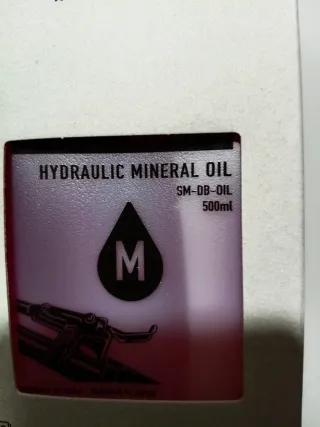 HYDRAULIC MINERAL OIL
SM-DB-OIL
500ml
M